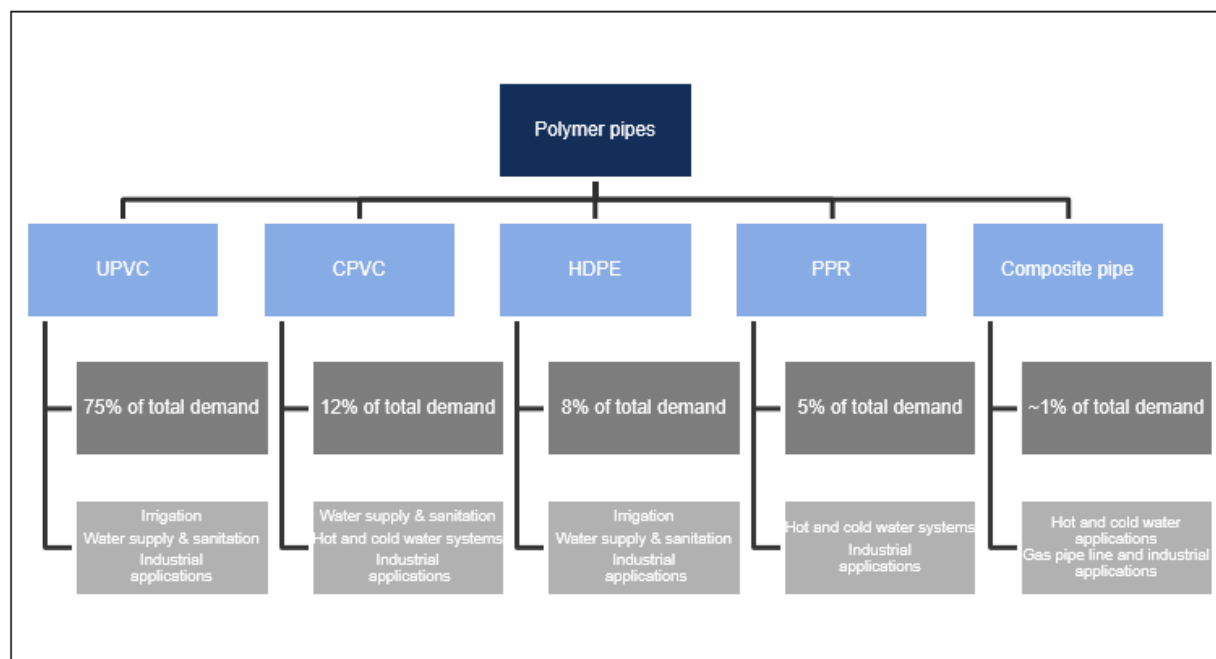 Polymer pipes
UPVC
CPVC
HDPE
PPR
Composite pipe
75% of total demand
12% of total demand
8% of total demand
5% of total demand
~1% of total demand
Irrigation
Water supply & sanitation
Industrial
applications
Water supply & sanitation
Hot and cold water systems
Industrial
applications
Irrigation
Water supply & sanitation
Industrial
applications
Hot and cold water systems
Industrial
applications
Hot and cold water
applications
Gas pipe line and industrial
applications